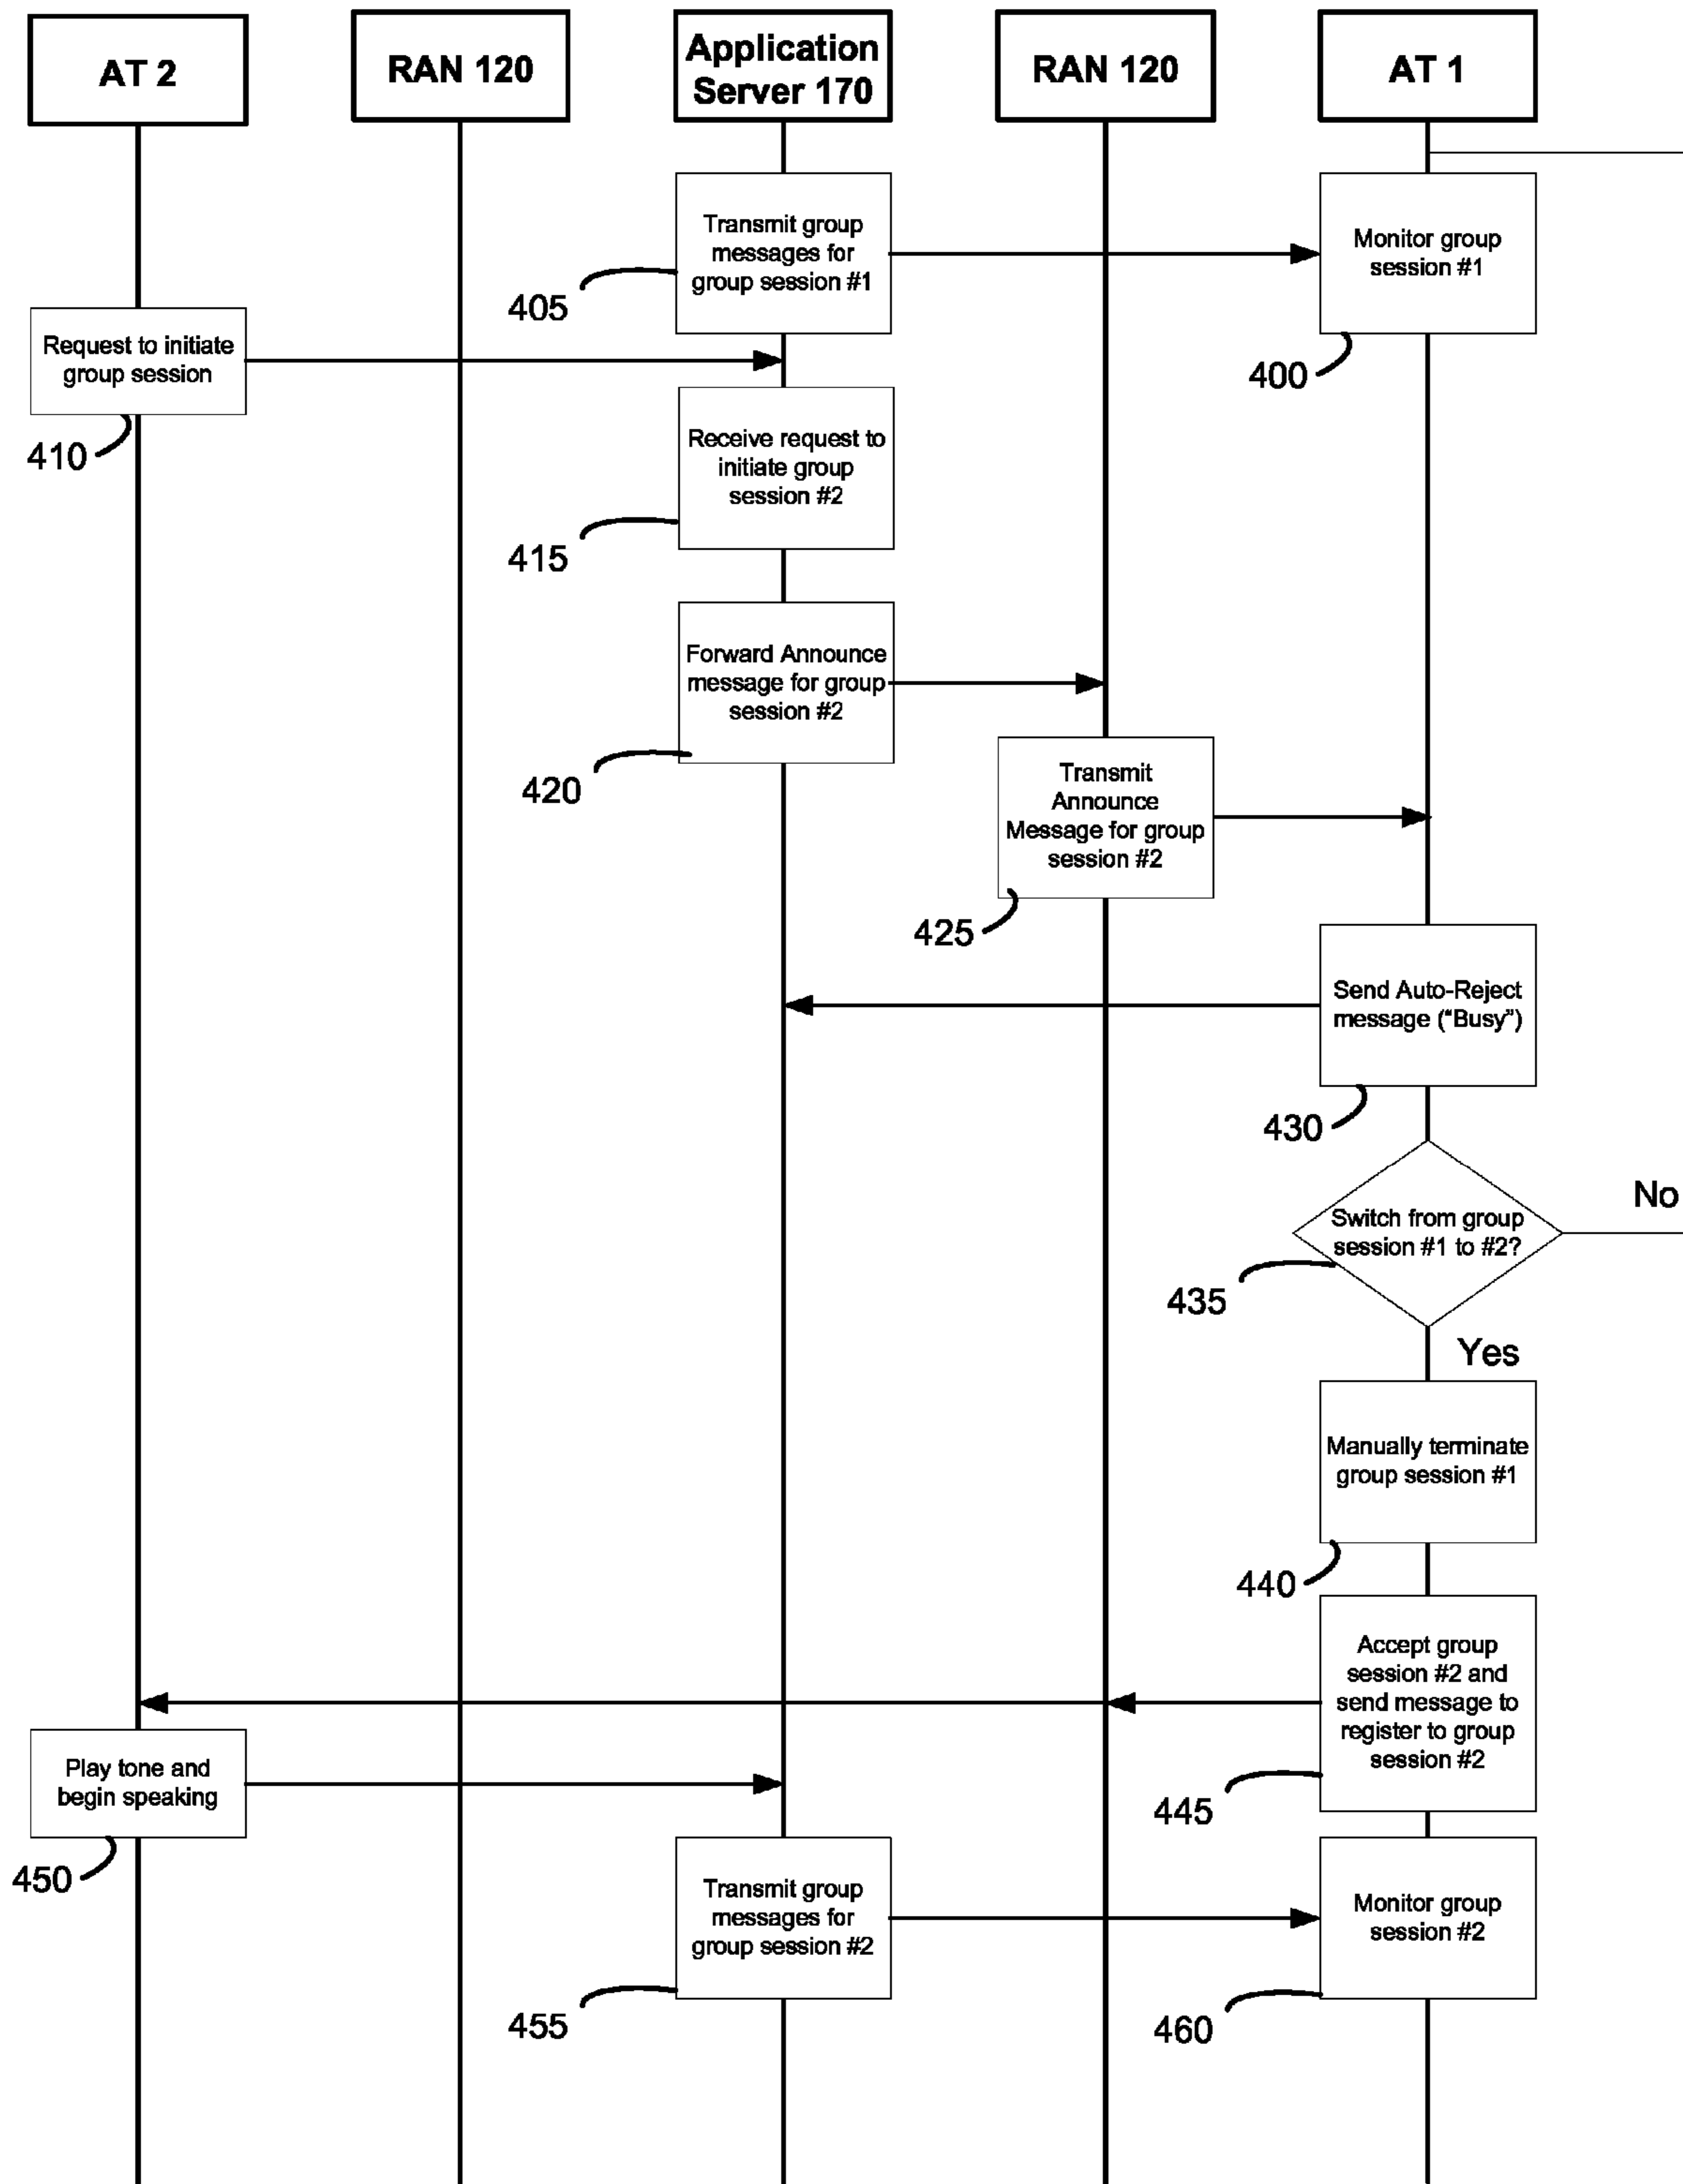 AT 2
RAN 120
Application
Server 170
RAN 120
AT 1
Transmit group
messages for
group session #1
405
Monitor group
session #1
400
Request to initiate
group session
410
Receive request to
initiate group
session #2
415
Forward Announce
message for group
session #2
420
Transmit
Announce
Message for group
session #2
425
Send Auto-Reject
message (“Busy”)
430
Switch from group
session #1 to #2?
435
No
Yes
Manually terminate
group session #1
440
Accept group
session #2 and
send message to
register to group
session #2
445
Play tone and
begin speaking
450
Transmit group
messages for
group session #2
455
Monitor group
session #2
460